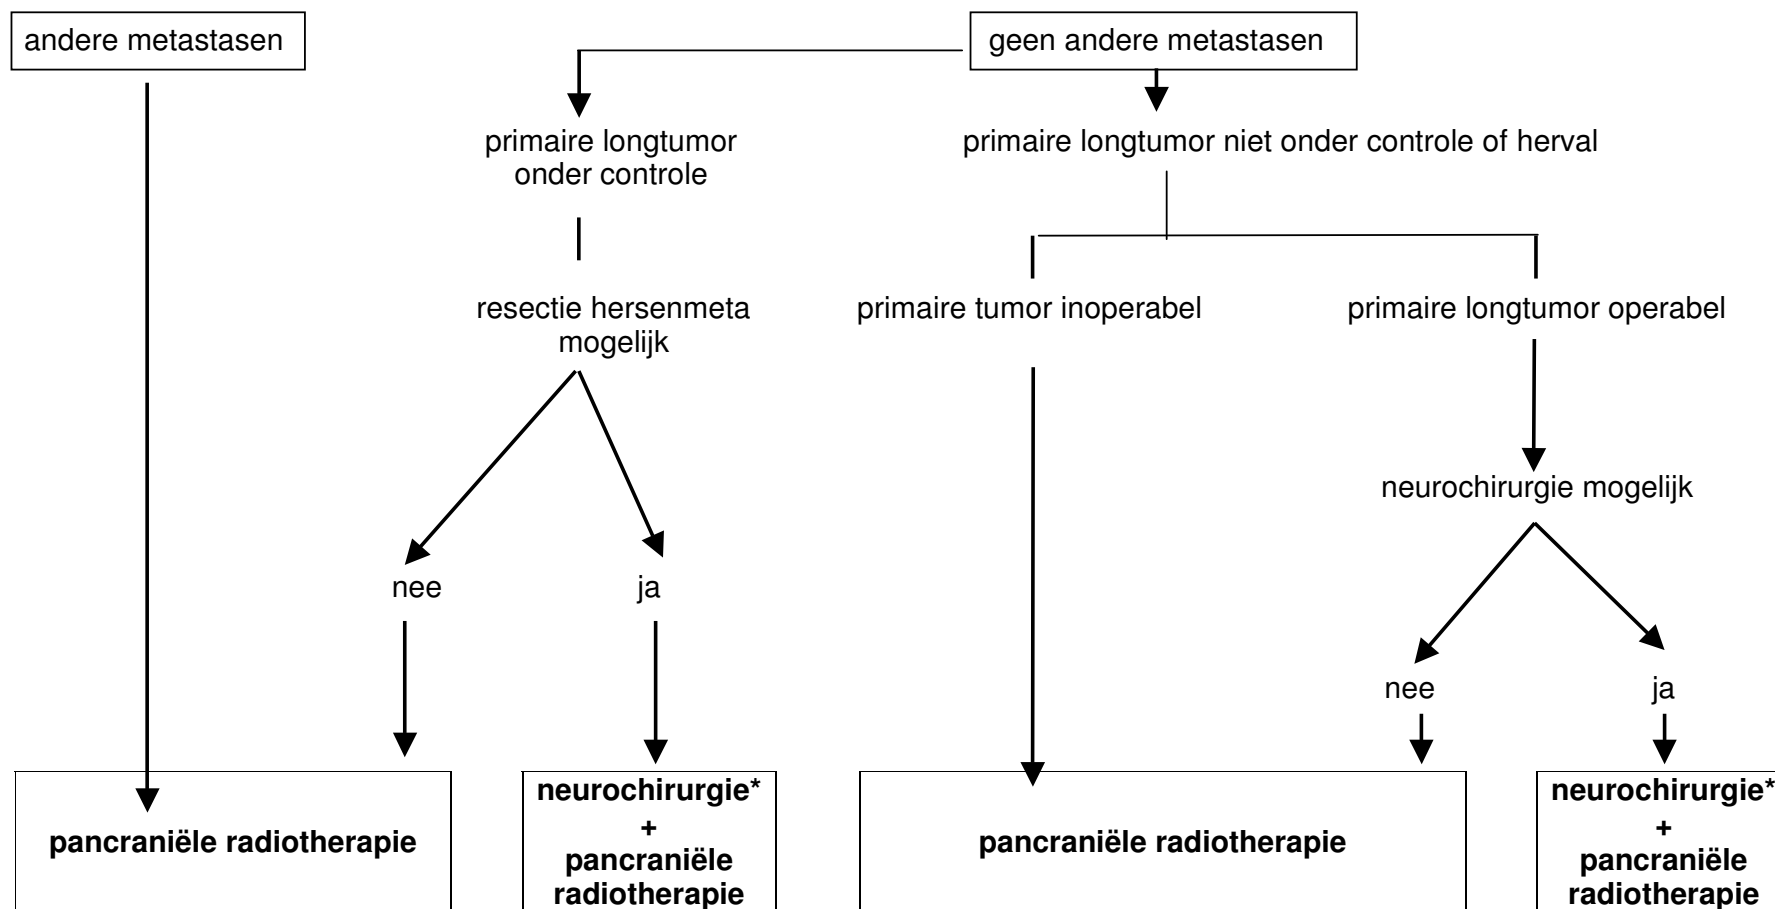 andere metastasen
geen andere metastasen
primaire longtumor
onder controle
primaire longtumor niet onder controle of herval
resectie hersenmeta
mogelijk
primaire tumor inoperabel
primaire longtumor operabel
neurochirurgie mogelijk
nee
ja
nee
ja
pancraniële radiotherapie
neurochirurgie*
+
pancraniële
radiotherapie
pancraniële radiotherapie
neurochirurgie*
+
pancraniële
radiotherapie